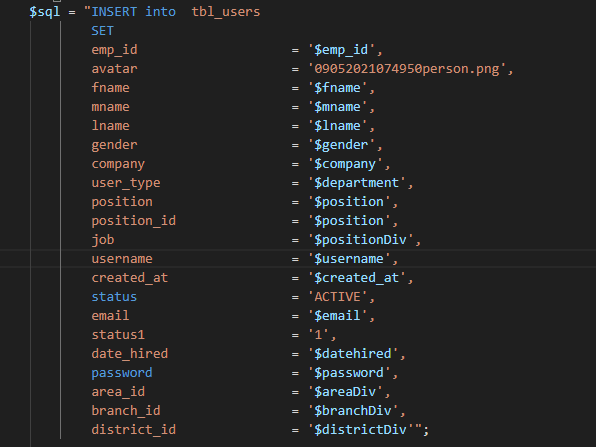 $sql = "INSERT into  tbl_users
SET
emp_id = '$emp_id',
avatar = '09052021074950person.png',
fname = '$fname',
mname = '$mname',
lname = '$lname',
gender = '$gender',
company = '$company',
user_type = '$department',
position = '$position',
position_id = '$position',
job = '$positionDiv',
username = '$username',
created_at = '$created_at',
status = 'ACTIVE',
email = '$email',
status1 = '1',
date_hired = '$datehired',
password = '$password',
area_id = '$areaDiv',
branch_id = '$branchDiv',
district_id = '$districtDiv'";